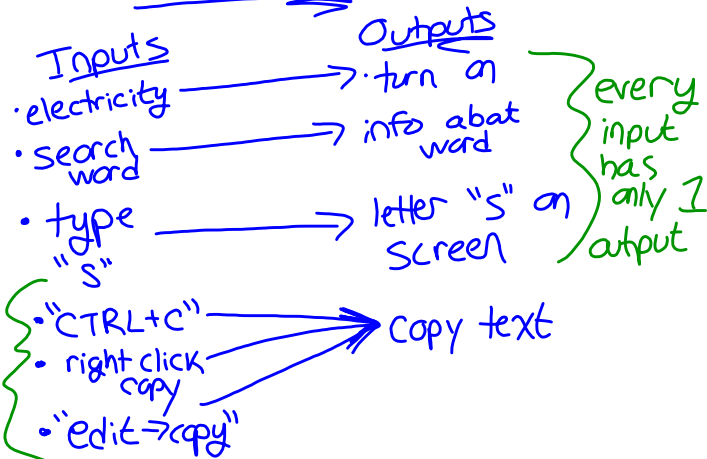 Inputs
Outputs
• electricity → • turn on
• search word → info abat word
• type "S" → letter "S" on screen
every
input
has
only 1
output
• "CTRL+C"
• right click copy
• "edit → copy"
copy text